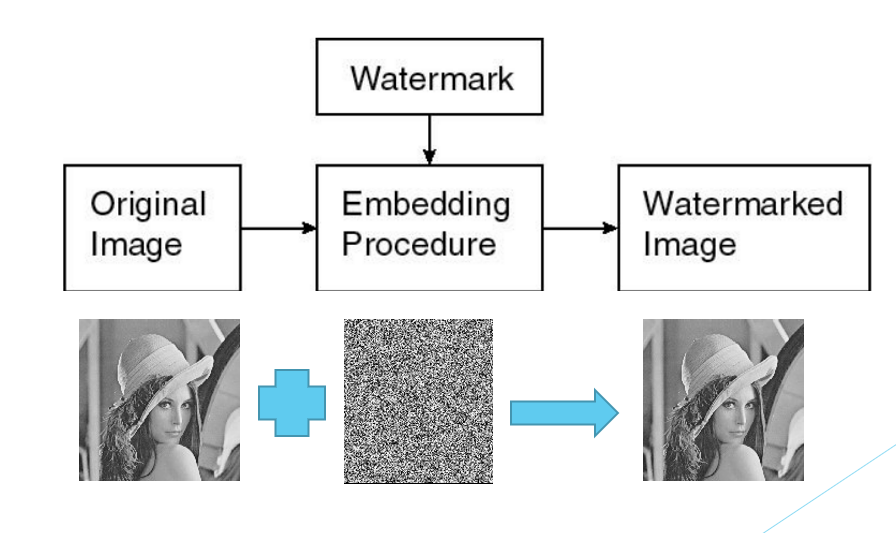 Watermark
Original
Image
Embedding
Procedure
Watermarked
Image